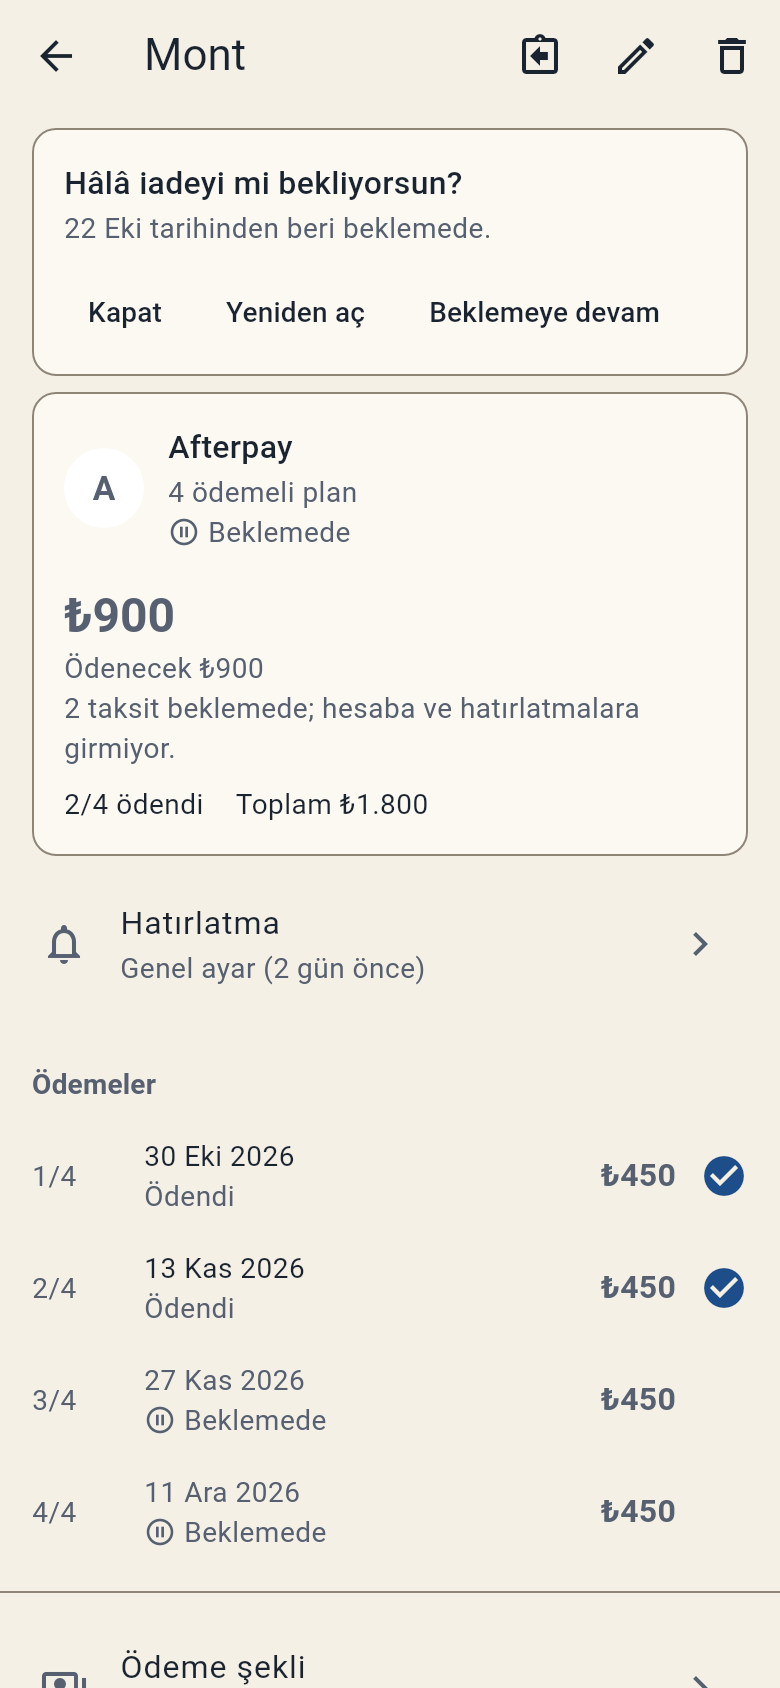 Mont
Hâlâ iadeyi mi bekliyorsun?
22 Eki tarihinden beri beklemede.
Kapat Yeniden aç Beklemeye devam
A
Afterpay
4 ödemeli plan
Beklemede
₺900
Ödenecek ₺900
2 taksit beklemede; hesaba ve hatırlatmalara
girmiyor.
2/4 ödendi Toplam ₺1.800
Hatırlatma
Genel ayar (2 gün önce)
Ödemeler
1/4 30 Eki 2026 ₺450
Ödendi
2/4 13 Kas 2026 ₺450
Ödendi
3/4 27 Kas 2026 ₺450
Beklemede
4/4 11 Ara 2026 ₺450
Beklemede
Ödeme şekli